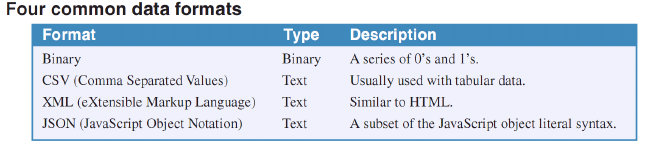 Four common data formats
Format Type Description
Binary Binary A series of 0's and 1's.
CSV (Comma Separated Values) Text Usually used with tabular data.
XML (eXtensible Markup Language) Text Similar to HTML.
JSON (JavaScript Object Notation) Text A subset of the JavaScript object literal syntax.